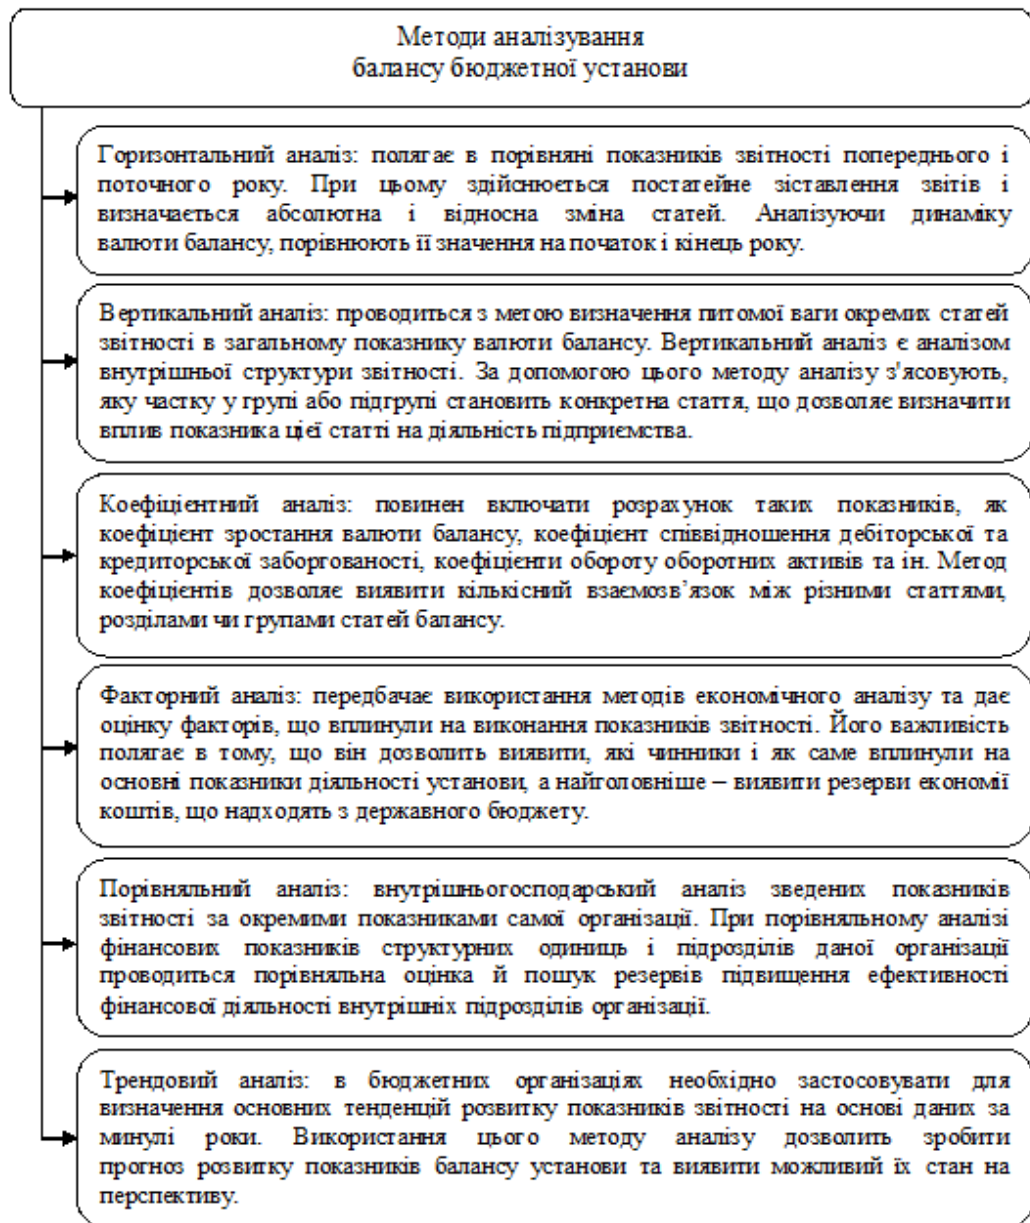 Методи аналізування
балансу бюджетної установи
Горизонтальний аналіз: полягає в порівняні показників звітності попереднього і
поточного року. При цьому здійснюється постатейне зіставлення звітів і
визначається абсолютна і відносна зміна статей. Аналізуючи динаміку
валюти балансу, порівнюють її значення на початок і кінець року.
Вертикальний аналіз: проводиться з метою визначення питомої ваги окремих статей
звітності в загальному показнику валюти балансу. Вертикальний аналіз є аналізом
внутрішньої структури звітності. За допомогою цього методу аналізу з'ясовують,
яку частку у групі або підгрупі становить конкретна стаття, що дозволяє визначити
вплив показника цієї статті на діяльність підприємства.
Коефіцієнтний аналіз: повинен включати розрахунок таких показників, як
коефіцієнт зростання валюти балансу, коефіцієнт співвідношення дебіторської та
кредиторської заборгованості, коефіцієнти обороту оборотних активів та ін. Метод
коефіцієнтів дозволяє виявити кількісний взаємозв’язок між різними статтями,
розділами чи групами статей балансу.
Факторний аналіз: передбачає використання методів економічного аналізу та дає
оцінку факторів, що вплинули на виконання показників звітності. Його важливість
полягає в тому, що він дозволить виявити, які чинники і як саме вплинули на
основні показники діяльності установи, а найголовніше – виявити резерви економії
коштів, що надходять з державного бюджету.
Порівняльний аналіз: внутрішньогосподарський аналіз зведених показників
звітності за окремими показниками самої організації. При порівняльному аналізі
фінансових показників структурних одиниць і підрозділів даної організації
проводиться порівняльна оцінка й пошук резервів підвищення ефективності
фінансової діяльності внутрішніх підрозділів організації.
Трендовий аналіз: в бюджетних організаціях необхідно застосовувати для
визначення основних тенденцій розвитку показників звітності на основі даних за
минулі роки. Використання цього методу аналізу дозволить зробити
прогноз розвитку показників балансу установи та виявити можливий їх стан на
перспективу.